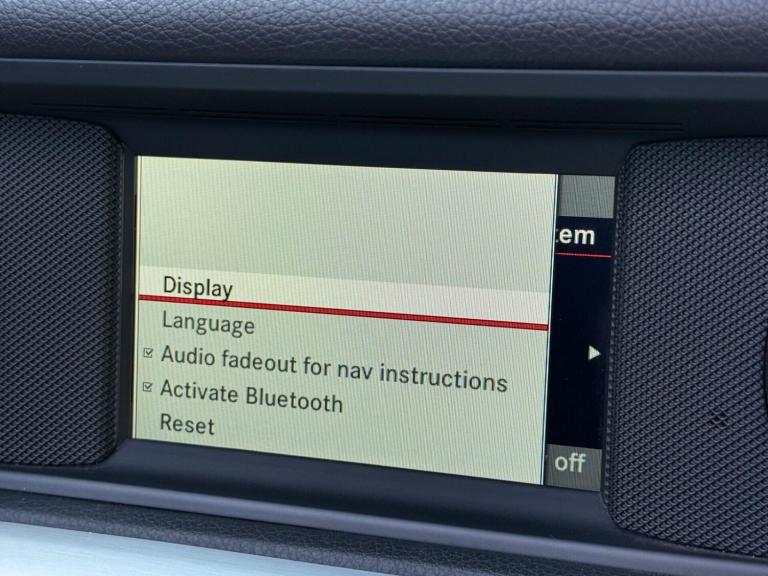 Display
Language
Audio fadeout for nav instructions
Activate Bluetooth
Reset
tem
off